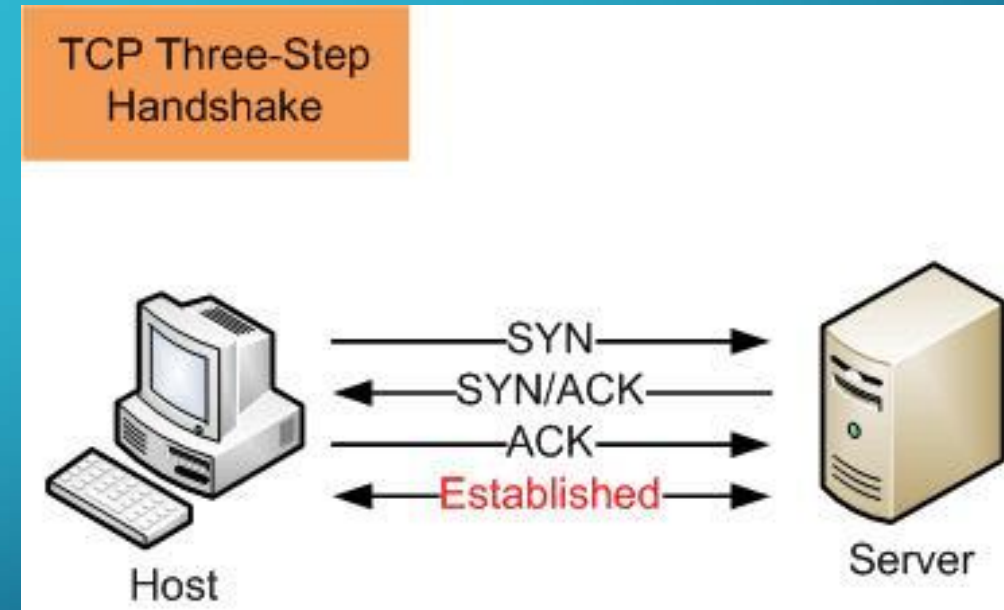 TCP Three-Step
Handshake
SYN
SYN/ACK
ACK
Established
Host
Server